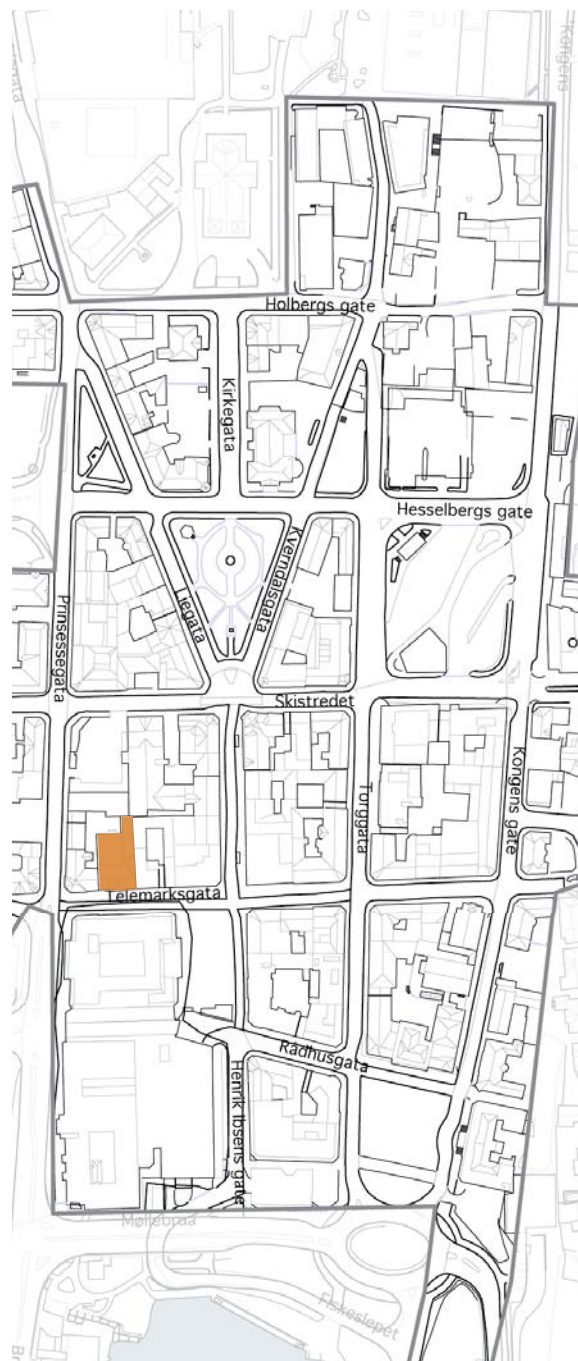 Kongens
Holbergs gate
Kirkegata
Hesselbergs gate
Kverndalsgata
Liegata
Prinsessegata
Skistredet
Torggata
Kongens gate
Telemarksgata
Rådhusgata
Henrik Ibsens gate
Møllebrua
Fiskeslepet